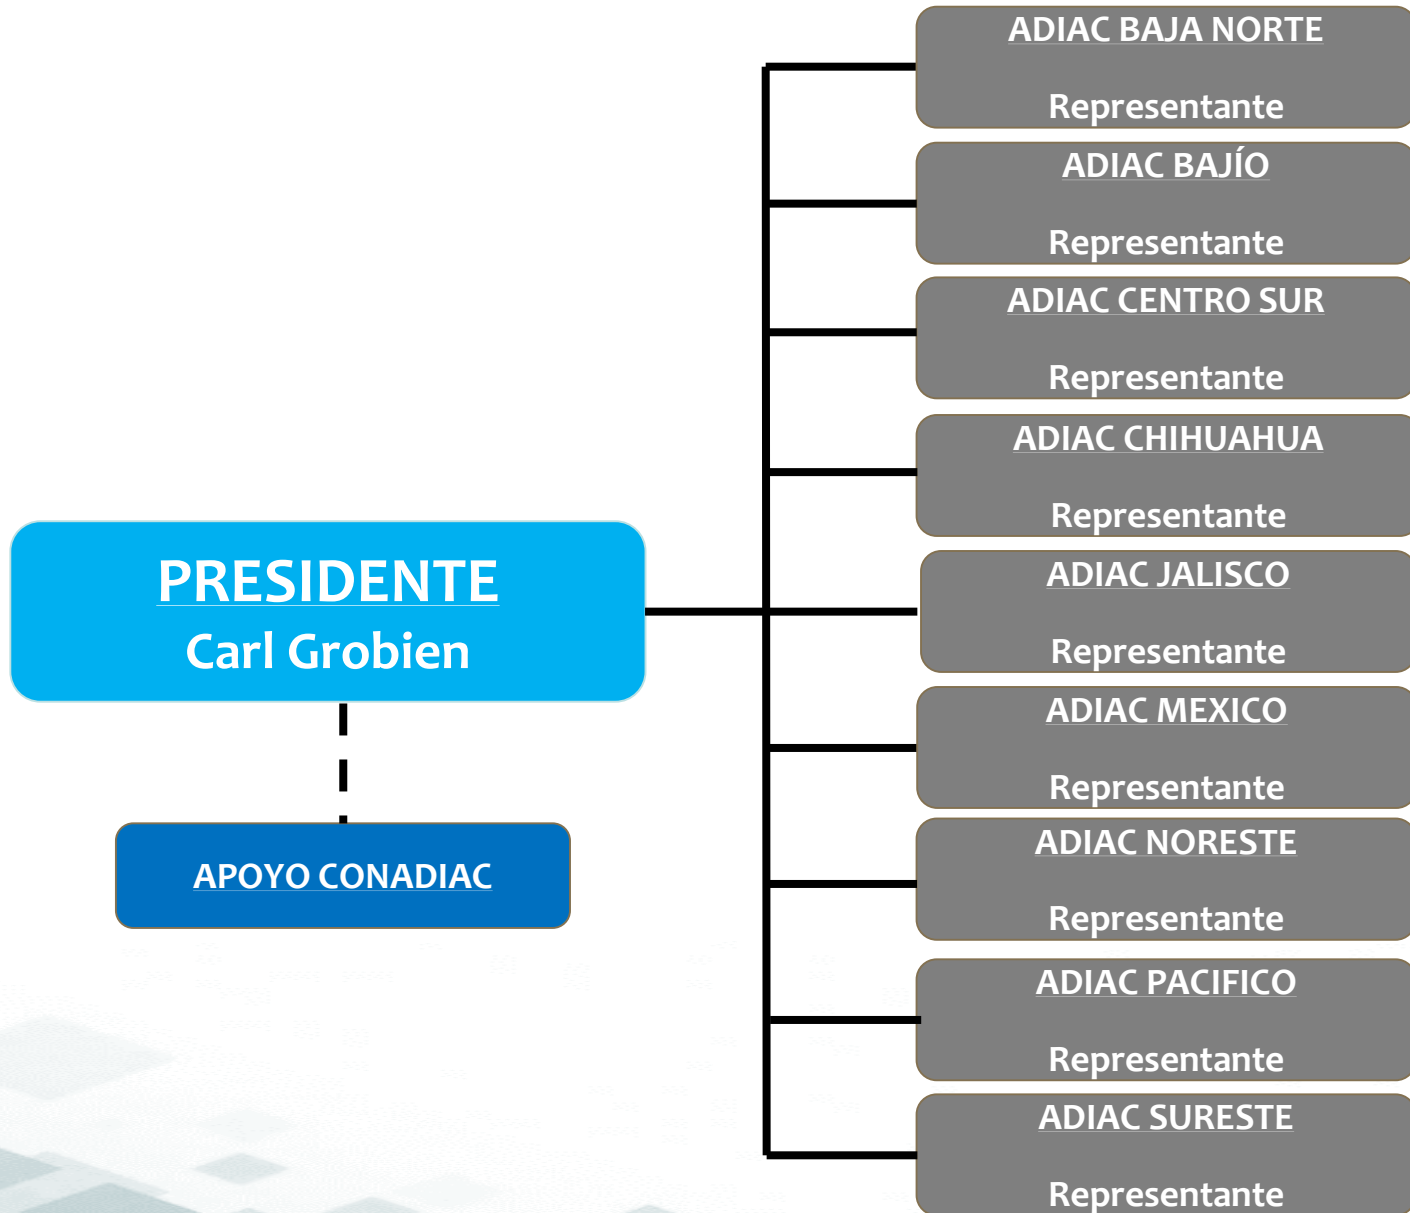 PRESIDENTE
Carl Grobien
APOYO CONADIAC
ADIAC BAJA NORTE
Representante
ADIAC BAJÍO
Representante
ADIAC CENTRO SUR
Representante
ADIAC CHIHUAHUA
Representante
ADIAC JALISCO
Representante
ADIAC MEXICO
Representante
ADIAC NORESTE
Representante
ADIAC PACIFICO
Representante
ADIAC SURESTE
Representante